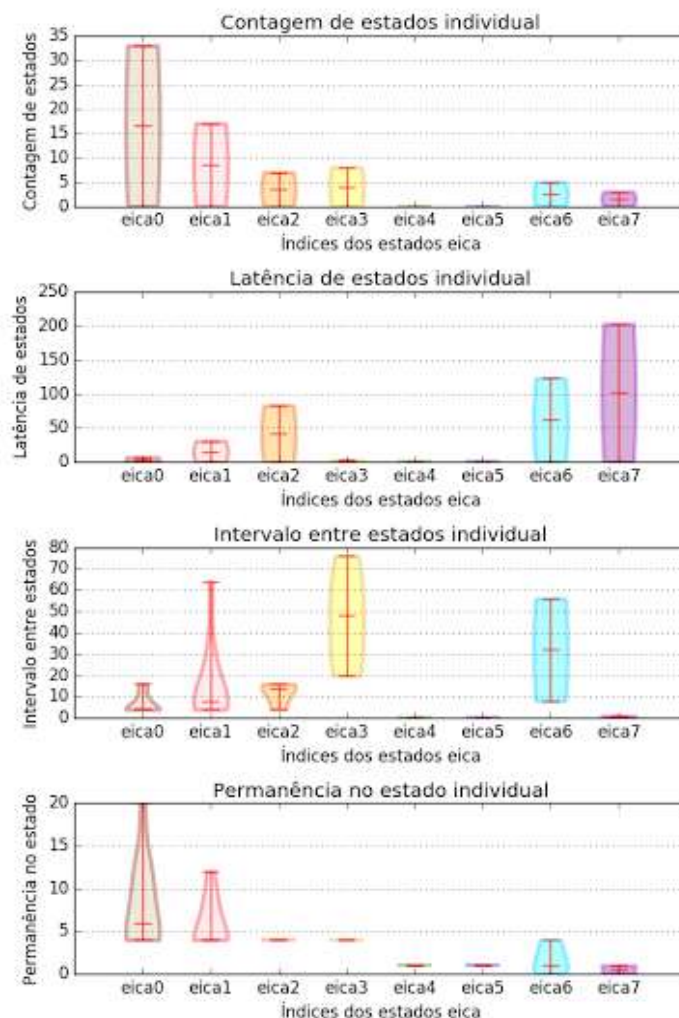 Contagem de estados individual
Contagem de estados
35
30
25
20
15
10
5
0
eica0 eica1 eica2 eica3 eica4 eica5 eica6 eica7
Índices dos estados eica
Latência de estados individual
Latência de estados
250
200
150
100
50
0
eica0 eica1 eica2 eica3 eica4 eica5 eica6 eica7
Índices dos estados eica
Intervalo entre estados individual
Intervalo entre estados
80
70
60
50
40
30
20
10
0
eica0 eica1 eica2 eica3 eica4 eica5 eica6 eica7
Índices dos estados eica
Permanência no estado individual
Permanência no estado
20
15
10
5
0
eica0 eica1 eica2 eica3 eica4 eica5 eica6 eica7
Índices dos estados eica